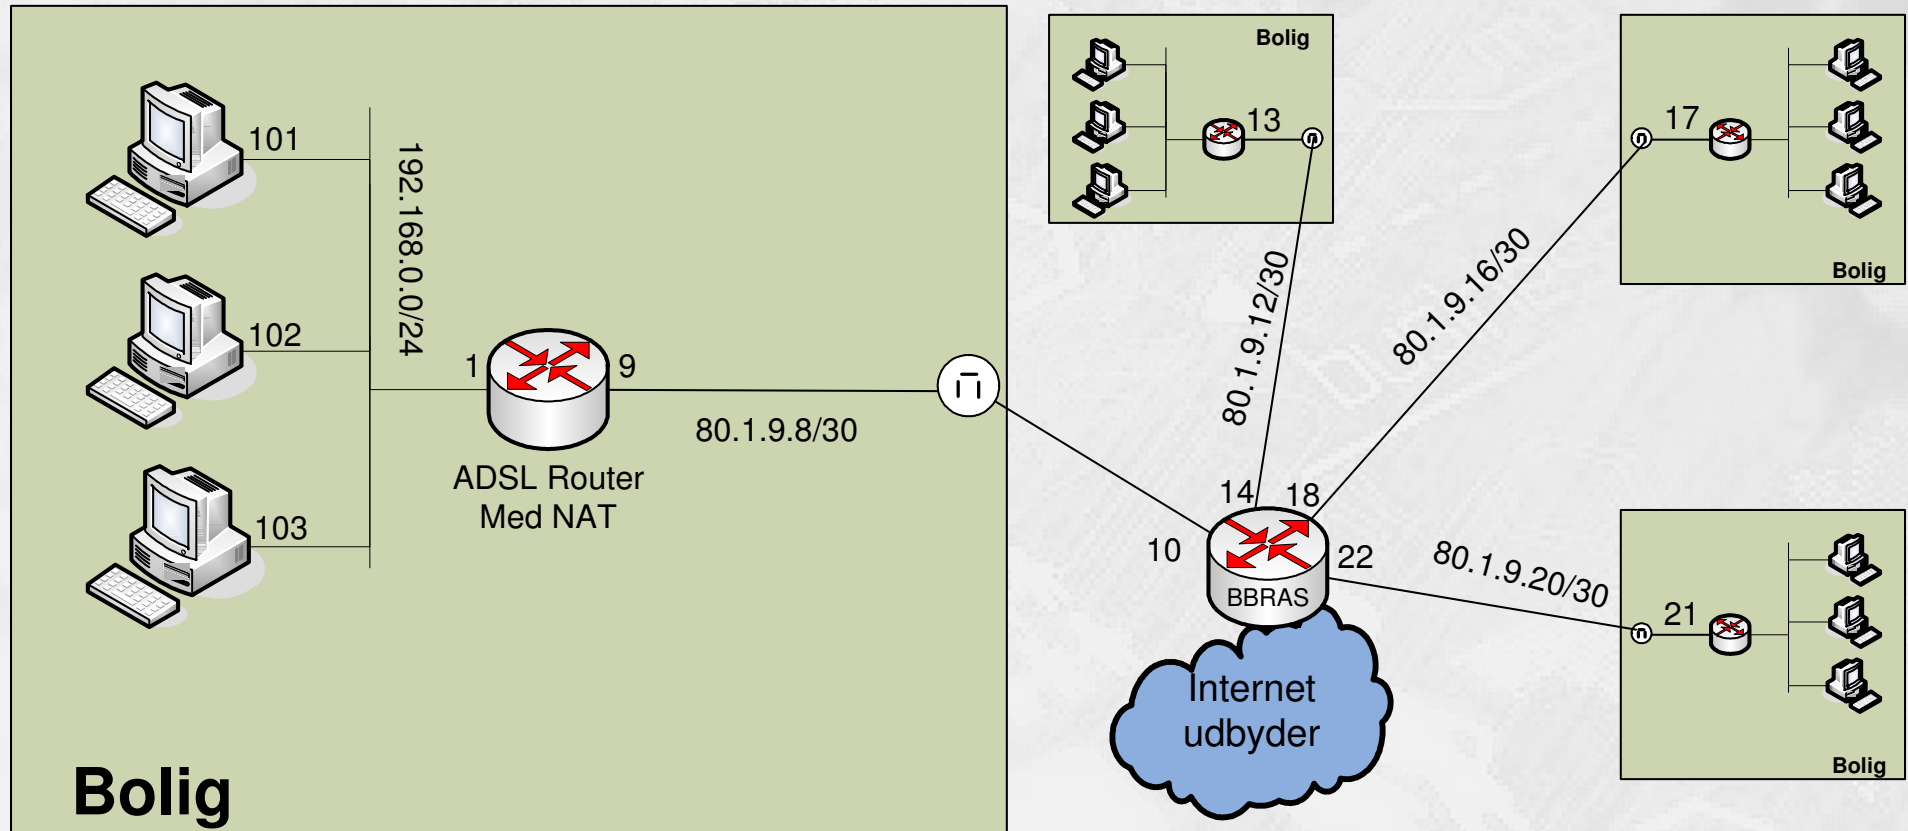 101
102
103
192.168.0.0/24
1
9
80.1.9.8/30
ADSL Router
Med NAT
Bolig
Bolig
13
80.1.9.12/30
17
Bolig
80.1.9.16/30
14
18
10
22
BBRAS
80.1.9.20/30
21
Bolig
Internet
udbyder